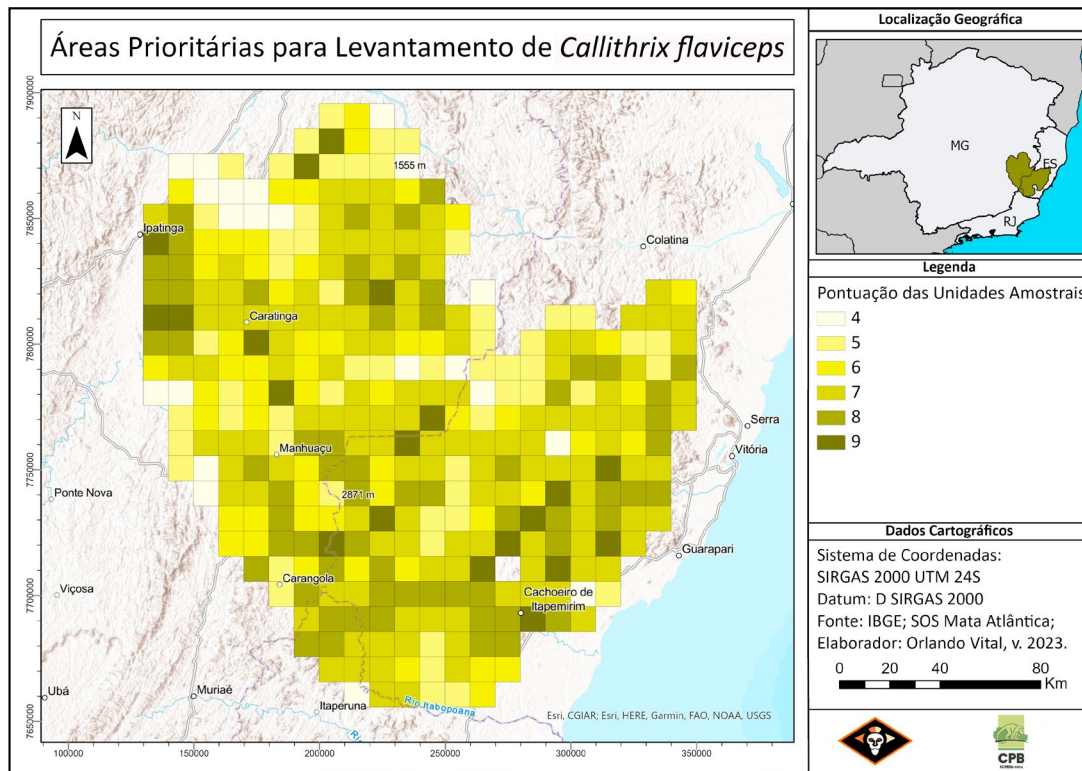 Áreas Prioritárias para Levantamento de Callithrix flaviceps
7900000
7850000
7800000
7750000
7700000
7650000
100000
150000
200000
250000
300000
350000
N
1555 m
Ipatinga
Colatina
Caratinga
Serra
Manhuaçu
Vitória
2871 m
Ponte Nova
Guarapari
Carangola
Viçosa
Cachoeiro de
Itapemirim
Ubá
Muriaé
Itaperuna
Rio Itabopoana
Esri, CGIAR; Esri, HERE, Garmin, FAO, NOAA, USGS
Localização Geográfica
MG
ES
RJ
Legenda
Pontuação das Unidades Amostrais
4
5
6
7
8
9
Dados Cartográficos
Sistema de Coordenadas:
SIRGAS 2000 UTM 24S
Datum: D SIRGAS 2000
Fonte: IBGE; SOS Mata Atlântica;
Elaborador: Orlando Vital, v. 2023.
0 10 20 40 60 80
Km
CPB